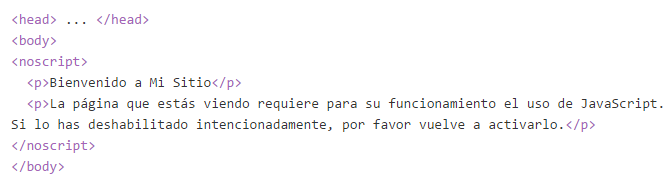 <head> ... </head>
<body>
<noscript>
<p>Bienvenido a Mi Sitio</p>
<p>La página que estás viendo requiere para su funcionamiento el uso de JavaScript.
Si lo has deshabilitado intencionadamente, por favor vuelve a activarlo.</p>
</noscript>
</body>